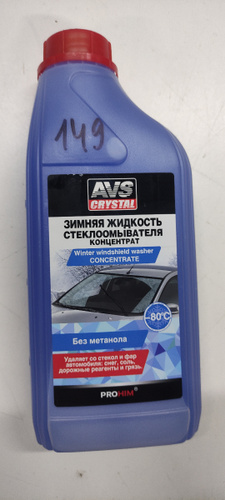 149
AVS
CRYSTAL
ЗИМНЯЯ ЖИДКОСТЬ
СТЕКЛООМЫВАТЕЛЯ
КОНЦЕНТРАТ
Winter windshield washer
CONCENTRATE
-80°C
Без метанола
Удаляет со стекол и фар
автомобиля: снег, соль,
дорожные реагенты и грязь.
PROHIM